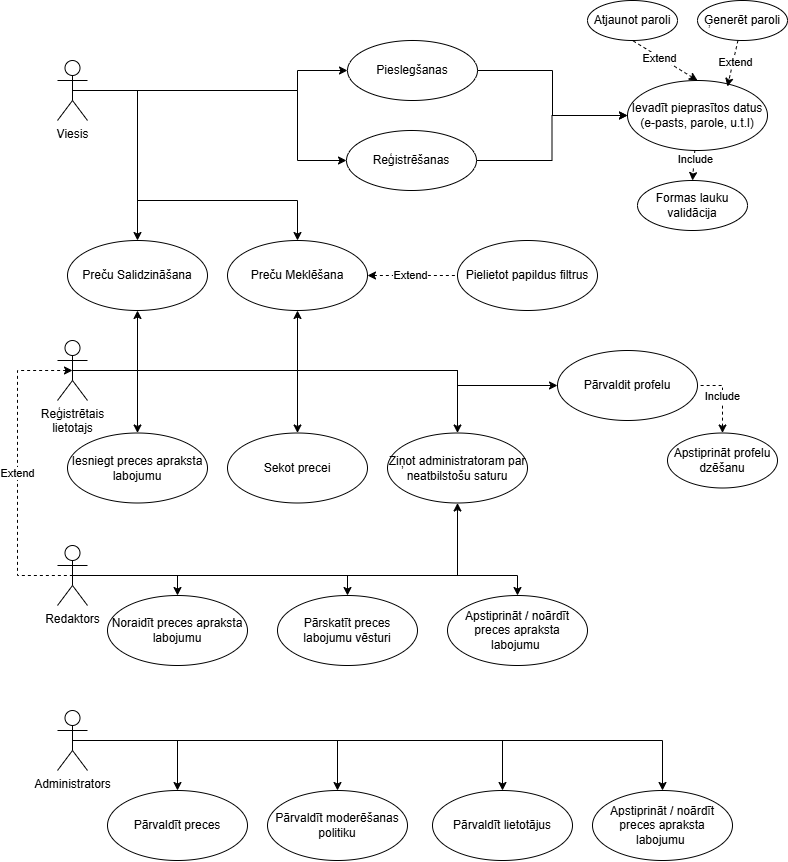 Atjaunot paroli
Ģenerēt paroli
Extend
Extend
Pieslegšanas
Ievadīt pieprasītos datus
(e-pasts, parole, u.t.l)
Viesis
Reģistrēšanas
Include
Formas lauku
validācija
Preču Salidzināšana
Preču Meklēšana
Extend
Pielietot papildus filtrus
Pārvaldit profelu
Include
Reģistrētais
lietotajs
Iesniegt preces apraksta
labojumu
Sekot precei
Ziņot administratoram par
neatbilstošu saturu
Apstiprināt profelu
dzēšanu
Extend
Redaktors
Noraidīt preces apraksta
labojumu
Pārskatīt preces
labojumu vēsturi
Apstiprināt / noārdīt
preces apraksta
labojumu
Administrators
Pārvaldīt preces
Pārvaldīt moderēšanas
politiku
Pārvaldīt lietotājus
Apstiprināt / noārdīt
preces apraksta
labojumu